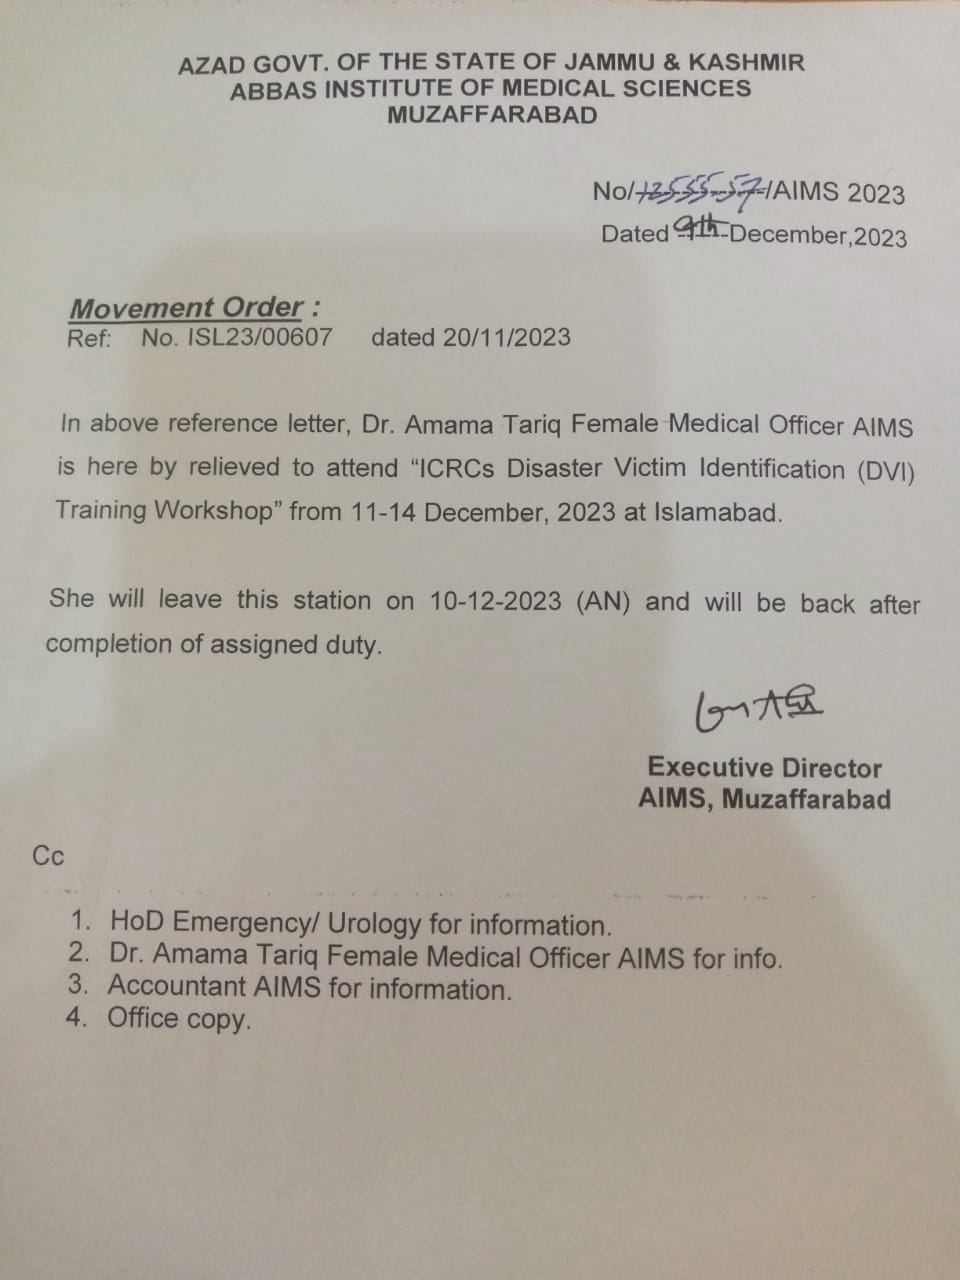 AZAD GOVT. OF THE STATE OF JAMMU & KASHMIR
ABBAS INSTITUTE OF MEDICAL SCIENCES
MUZAFFARABAD
No/12555-57/AIMS 2023
Dated 9th December,2023
Movement Order :
Ref: No. ISL23/00607 dated 20/11/2023
In above reference letter, Dr. Amama Tariq Female Medical Officer AIMS
is here by relieved to attend “ICRCs Disaster Victim Identification (DVI)
Training Workshop” from 11-14 December, 2023 at Islamabad.
She will leave this station on 10-12-2023 (AN) and will be back after
completion of assigned duty.
Executive Director
AIMS, Muzaffarabad
Cc
1. HoD Emergency/ Urology for information.
2. Dr. Amama Tariq Female Medical Officer AIMS for info.
3. Accountant AIMS for information.
4. Office copy.